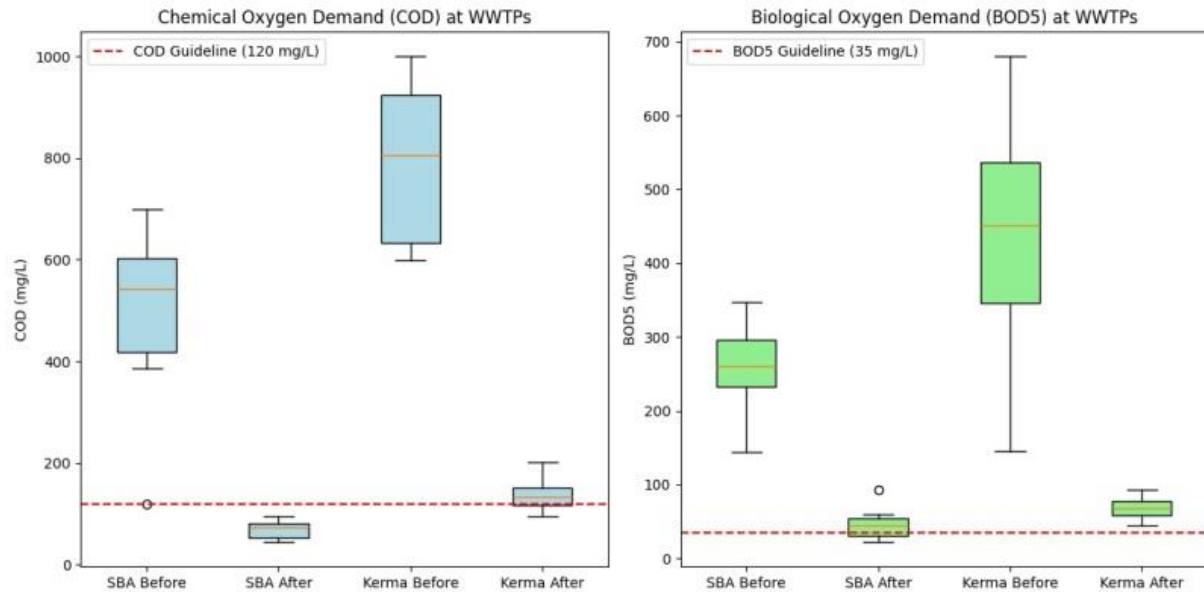 Chemical Oxygen Demand (COD) at WWTPs
COD Guideline (120 mg/L)
COD (mg/L)
1000
800
600
400
200
0
SBA Before
SBA After
Kerma Before
Kerma After
Biological Oxygen Demand (BOD5) at WWTPs
BOD5 Guideline (35 mg/L)
BOD5 (mg/L)
700
600
500
400
300
200
100
0
SBA Before
SBA After
Kerma Before
Kerma After